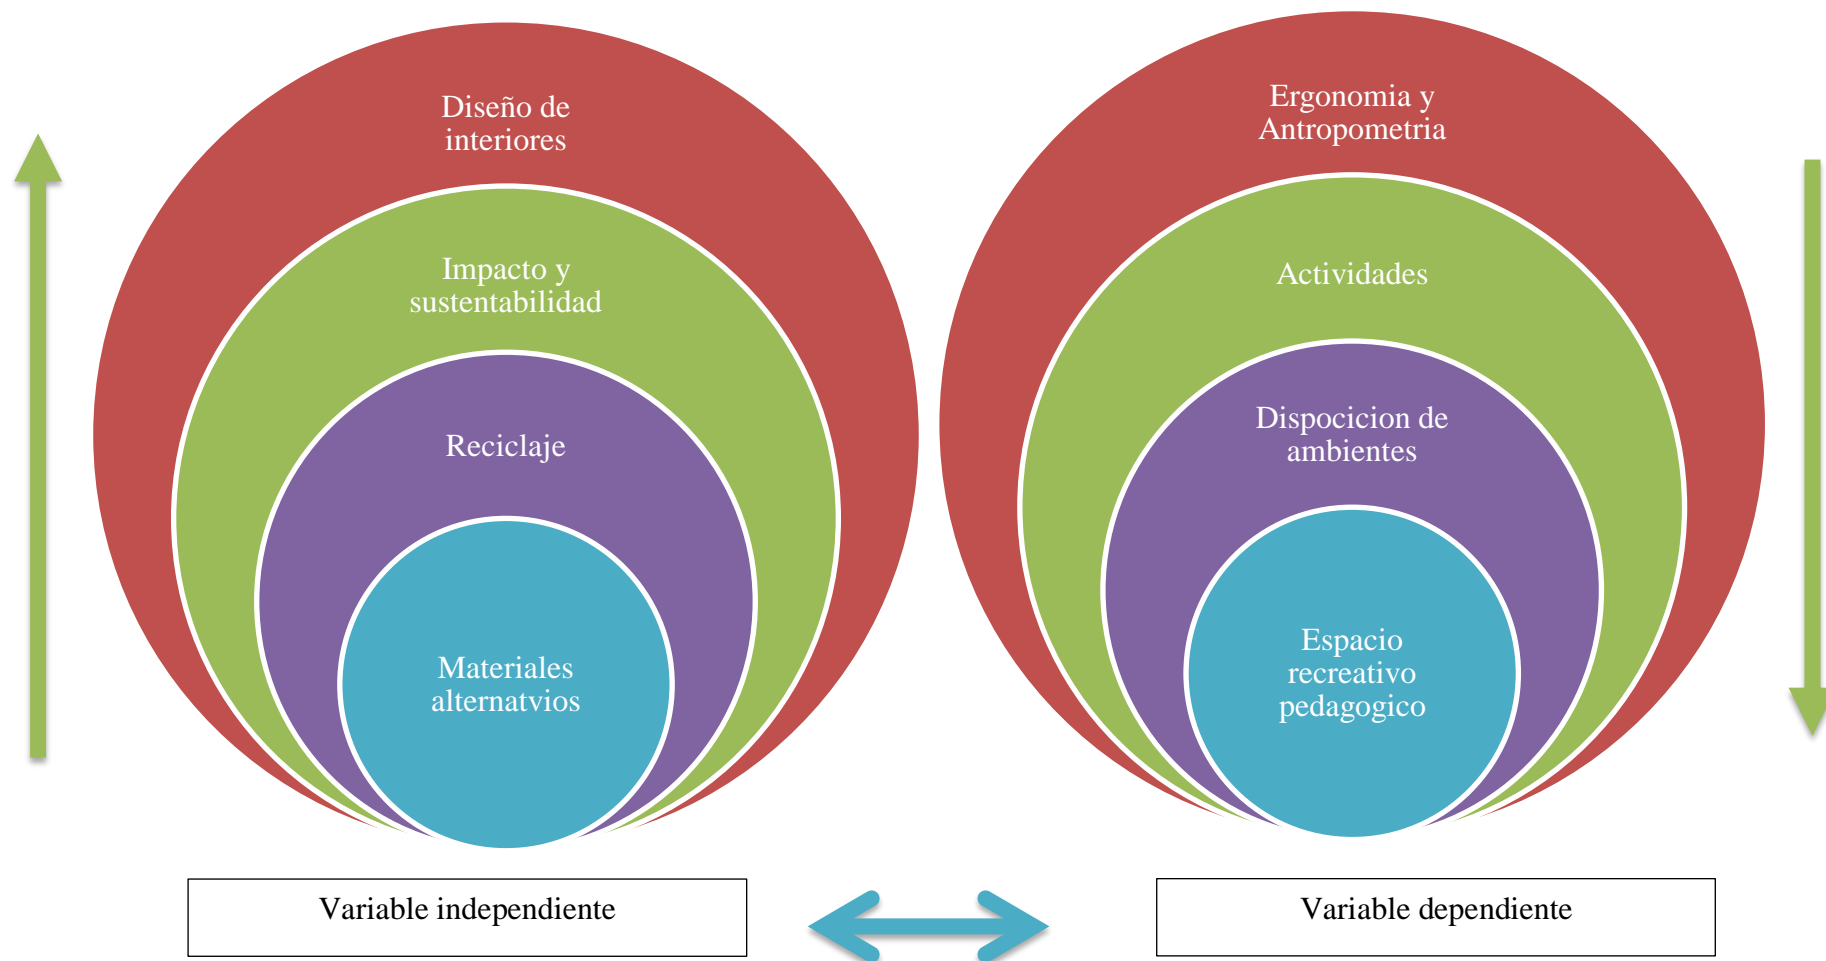 Diseño de
interiores
Impacto y
sustentabilidad
Reciclaje
Materiales
alternatvios
Variable independiente
Ergonomia y
Antropometria
Actividades
Dispocicion de
ambientes
Espacio
recreativo
pedagogico
Variable dependiente